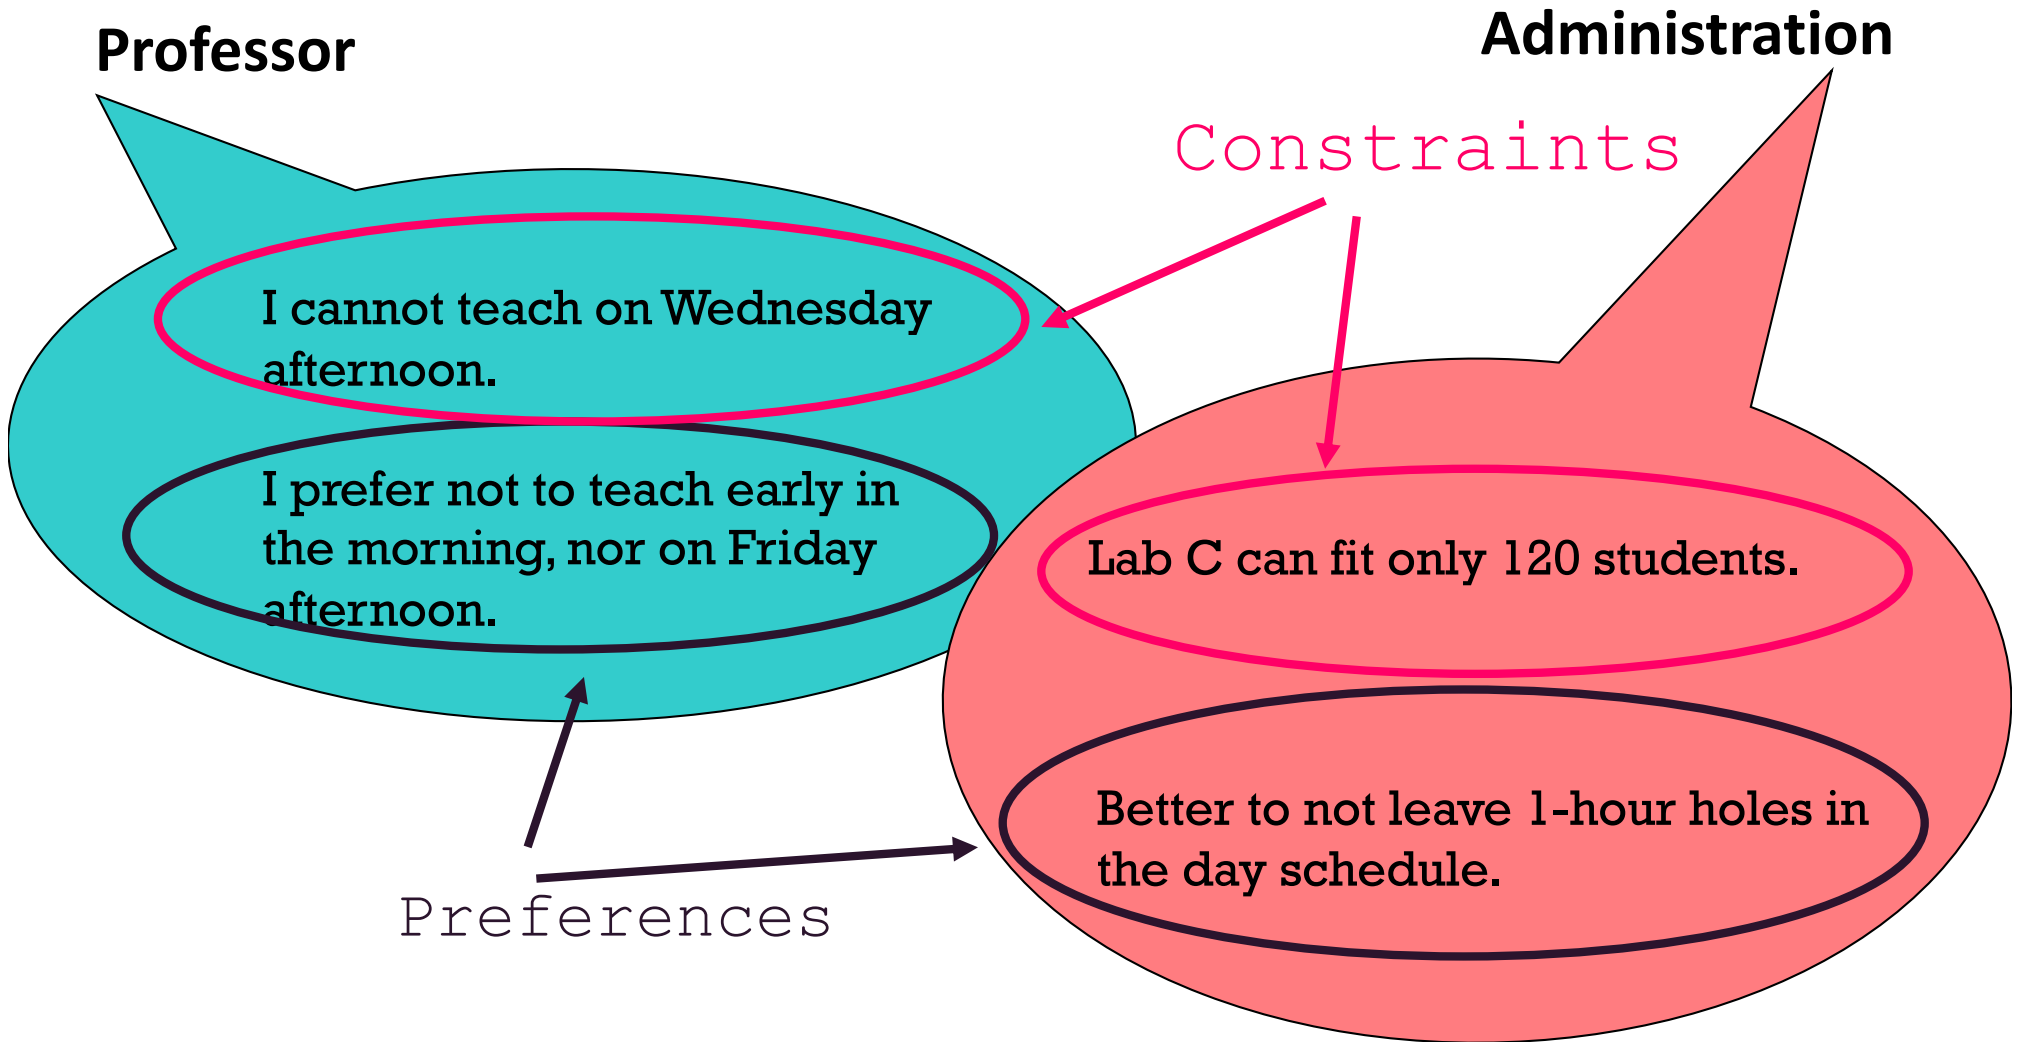 Professor
Administration
Constraints
I cannot teach on Wednesday
afternoon.
I prefer not to teach early in
the morning, nor on Friday
afternoon.
Lab C can fit only 120 students.
Better to not leave 1-hour holes in
the day schedule.
Preferences